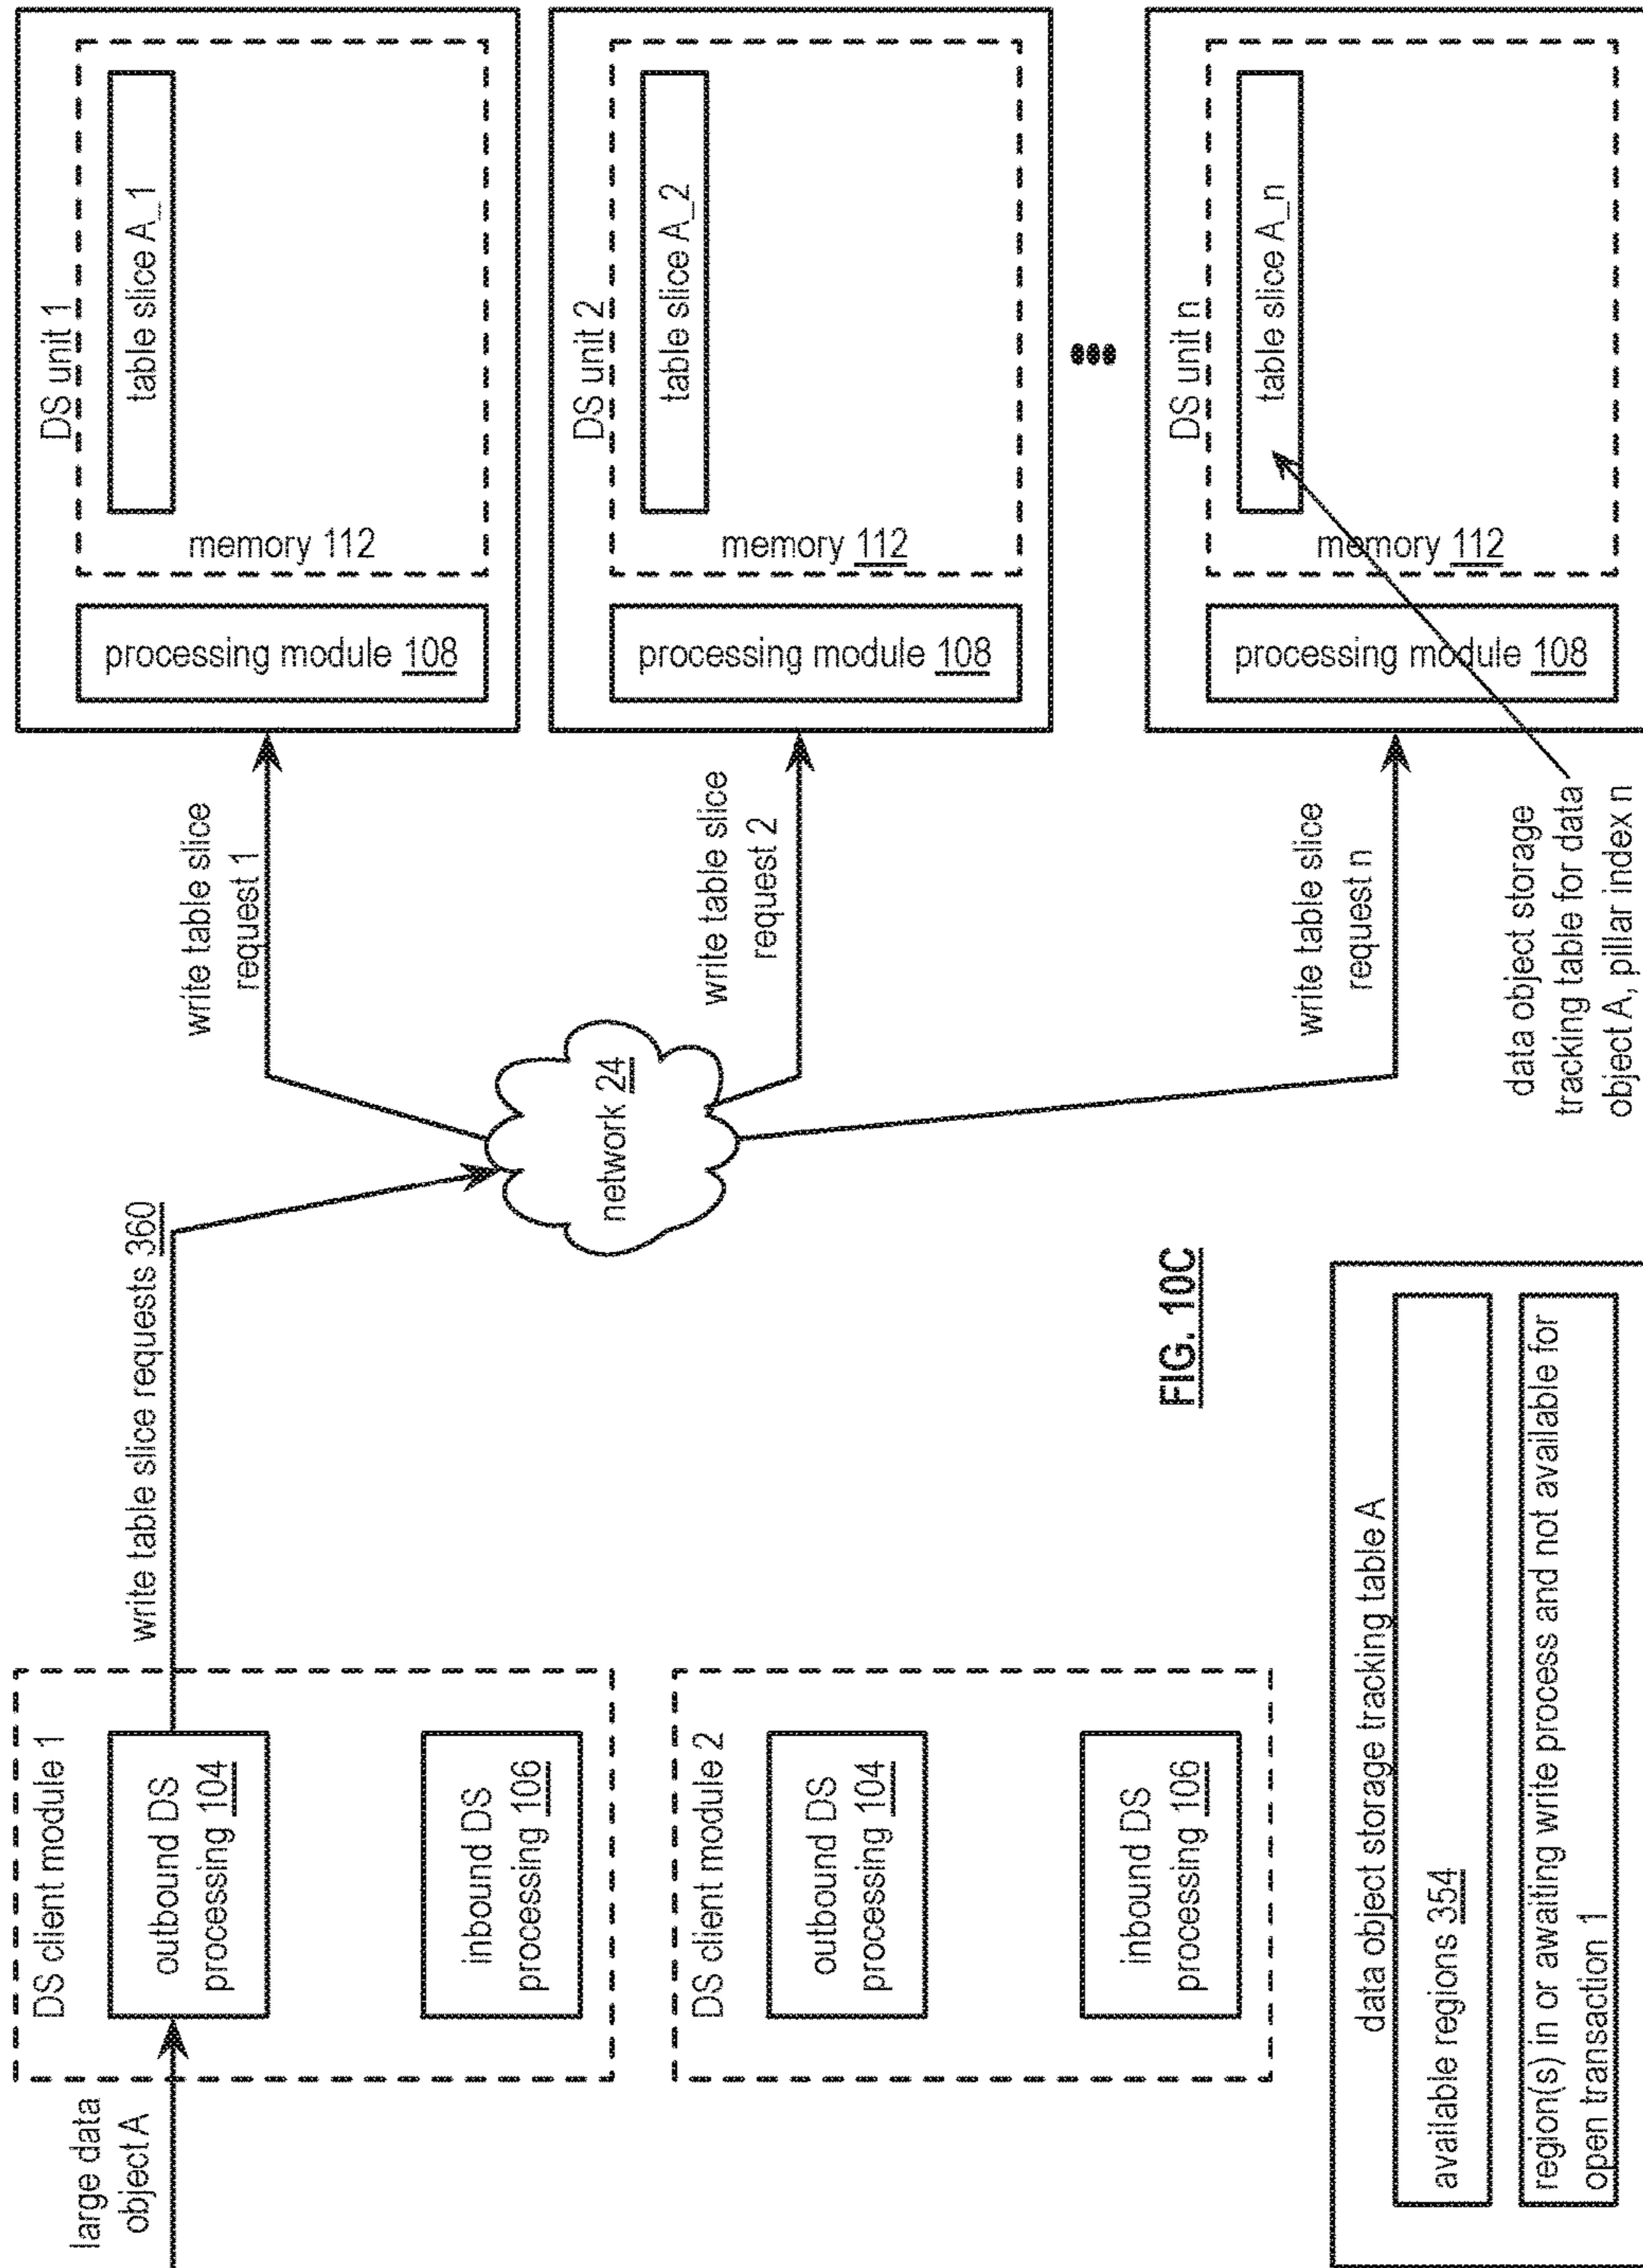 large data
object A
DS client module 1
outbound DS
processing 104
inbound DS
processing 106
write table slice requests 360
DS client module 2
outbound DS
processing 104
inbound DS
processing 106
network 24
write table slice
request 1
write table slice
request 2
write table slice
request n
DS unit 1
processing module 108
memory 112
table slice A_1
DS unit 2
processing module 108
memory 112
table slice A_2
DS unit n
processing module 108
memory 112
table slice A_n
data object storage
tracking table for data
object A, pillar index n
data object storage tracking table A
available regions 354
region(s) in or awaiting write process and not available for
open transaction 1
FIG. 10C